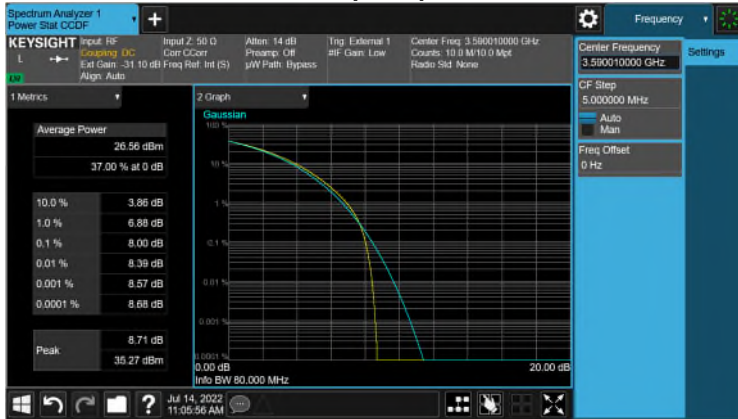 Spectrum Analyzer 1
Power Stat CCDF
+
Frequency
KEYSIGHT
L
Input: RF
Coupling: DC
Ext Gain: -31.10 dB
Align: Auto
Input Z: 50 Ω
Corr CCorr
Freq Ref: Int (S)
Atten: 14 dB
Preamp: Off
µW Path: Bypass
Trig: External 1
#IF Gain: Low
Center Freq: 3.590010000 GHz
Counts: 10.0 M/10.0 Mpt
Radio Std: None
Center Frequency
3.590010000 GHz
Settings
CF Step
5.000000 MHz
Auto
Man
Freq Offset
0 Hz
1 Metrics
Average Power
26.56 dBm
37.00 % at 0 dB
10.0 % 3.86 dB
1.0 % 6.88 dB
0.1 % 8.00 dB
0.01 % 8.39 dB
0.001 % 8.57 dB
0.0001 % 8.68 dB
Peak
8.71 dB
35.27 dBm
2 Graph
Gaussian
100 %
10 %
1 %
0.1 %
0.01 %
0.001 %
0.0001 %
0.00 dB
20.00 dB
Info BW 80.000 MHz
?
Jul 14, 2022
11:05:56 AM